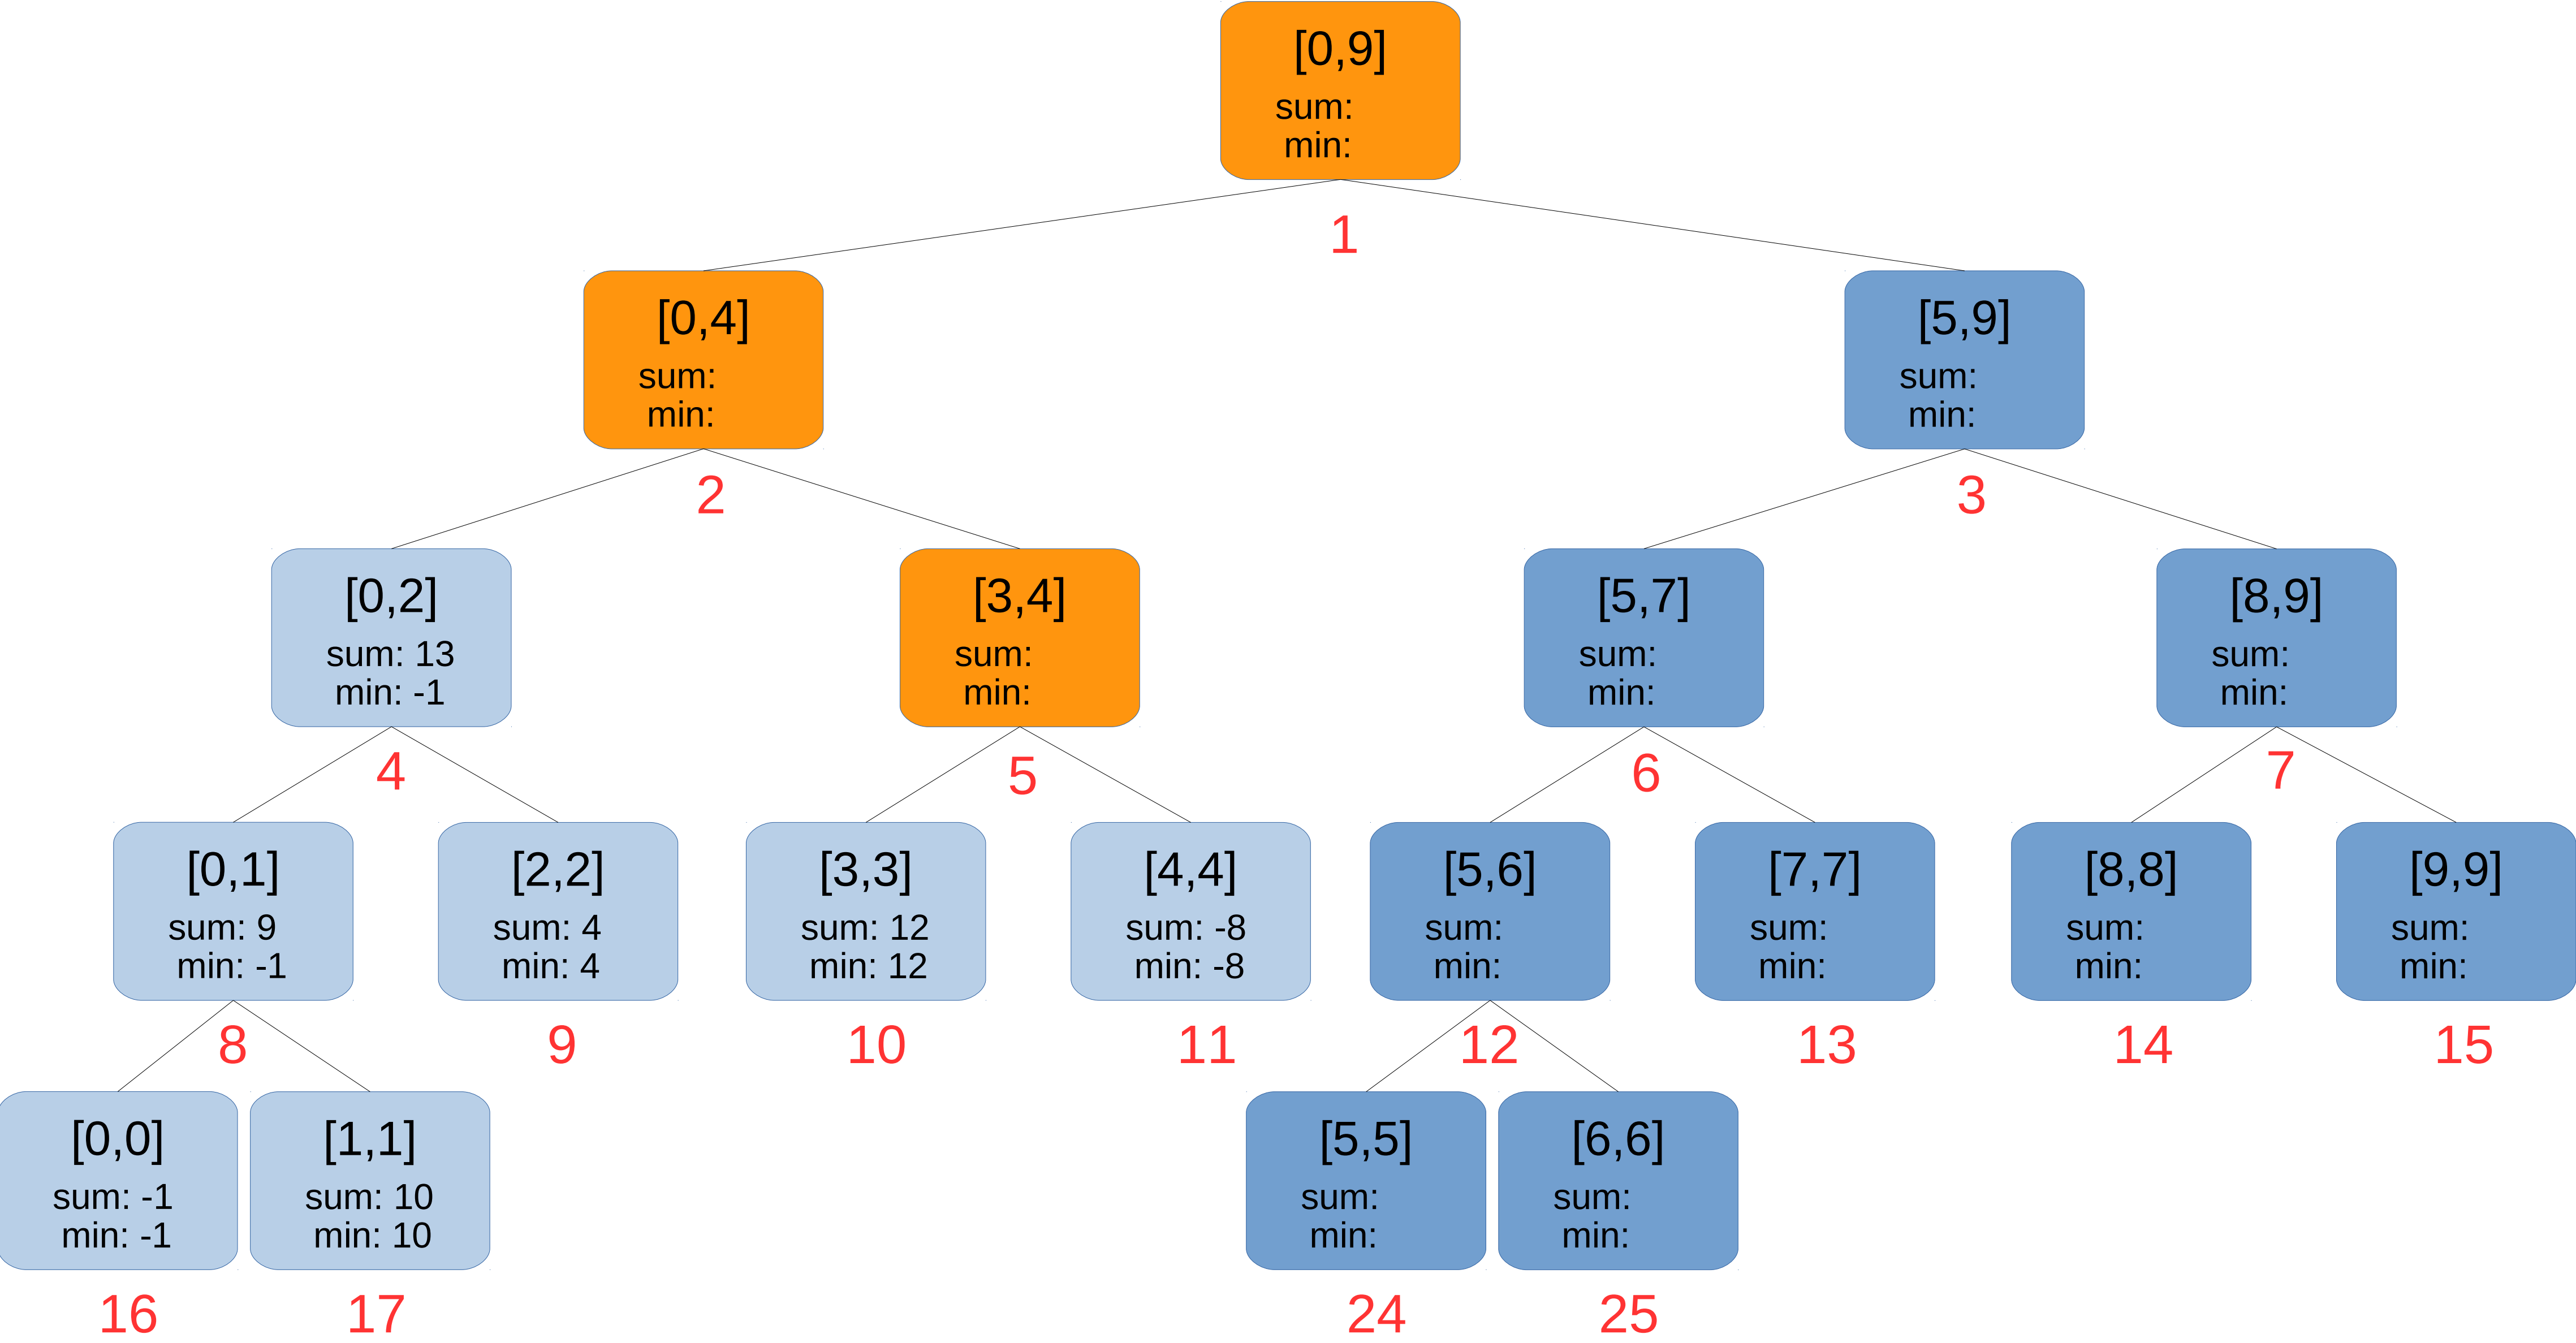 [0,9]
sum:
min:
1
[0,4]
sum:
min:
[5,9]
sum:
min:
2
3
[0,2]
sum: 13
min: -1
[3,4]
sum:
min:
[5,7]
sum:
min:
[8,9]
sum:
min:
4
5
6
7
[0,1]
sum: 9
min: -1
[2,2]
sum: 4
min: 4
[3,3]
sum: 12
min: 12
[4,4]
sum: -8
min: -8
[5,6]
sum:
min:
[7,7]
sum:
min:
[8,8]
sum:
min:
[9,9]
sum:
min:
8
9
10
11
12
13
14
15
[0,0]
sum: -1
min: -1
[1,1]
sum: 10
min: 10
[5,5]
sum:
min:
[6,6]
sum:
min:
16
17
24
25